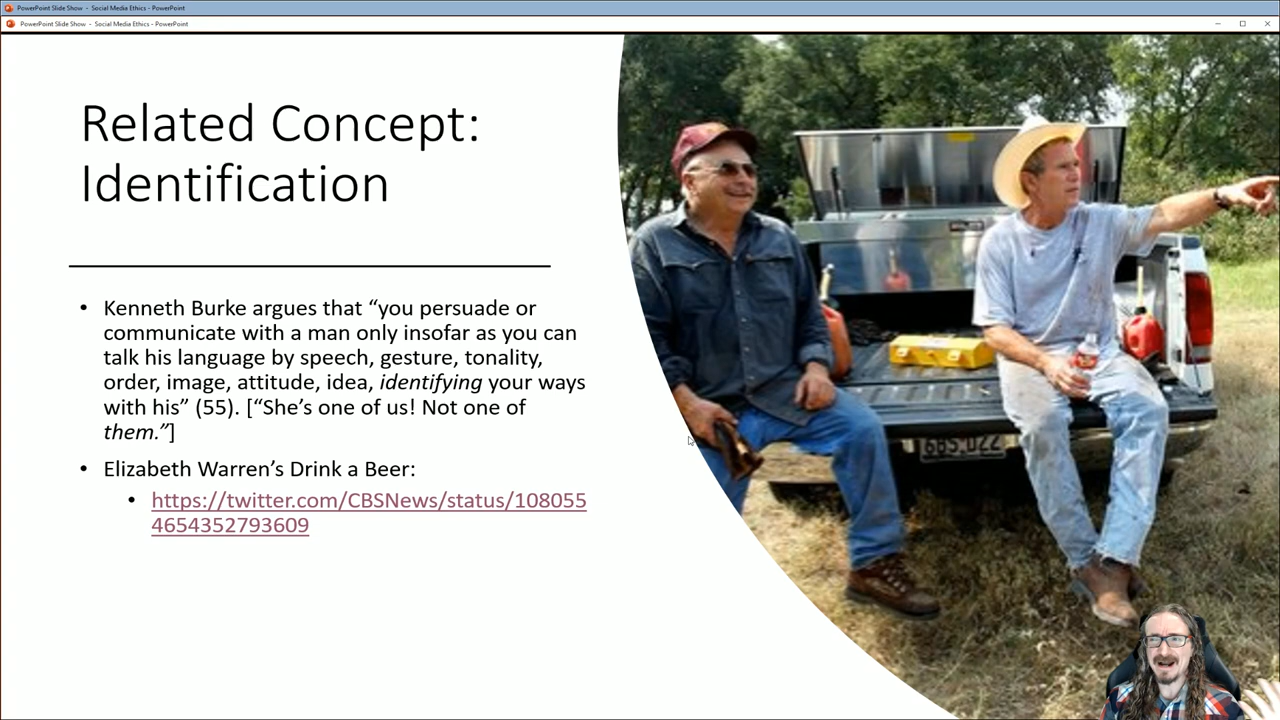 PowerPoint Slide Show - Social Media Ethics - PowerPoint
PowerPoint Slide Show - Social Media Ethics - PowerPoint
Related Concept:
Identification
• Kenneth Burke argues that “you persuade or
communicate with a man only insofar as you can
talk his language by speech, gesture, tonality,
order, image, attitude, idea, identifying your ways
with his” (55). [“She’s one of us! Not one of
them.”]
• Elizabeth Warren’s Drink a Beer:
• https://twitter.com/CBSNews/status/108055
4654352793609